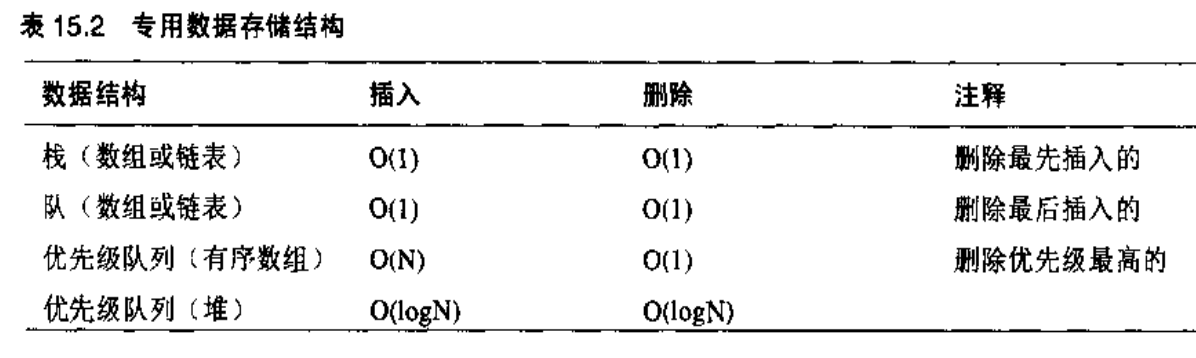 表 15.2 专用数据存储结构
数据结构 插入 删除 注释
栈（数组或链表） O(1) O(1) 删除最先插入的
队（数组或链表） O(1) O(1) 删除最后插入的
优先级队列（有序数组） O(N) O(1) 删除优先级最高的
优先级队列（堆） O(logN) O(logN)